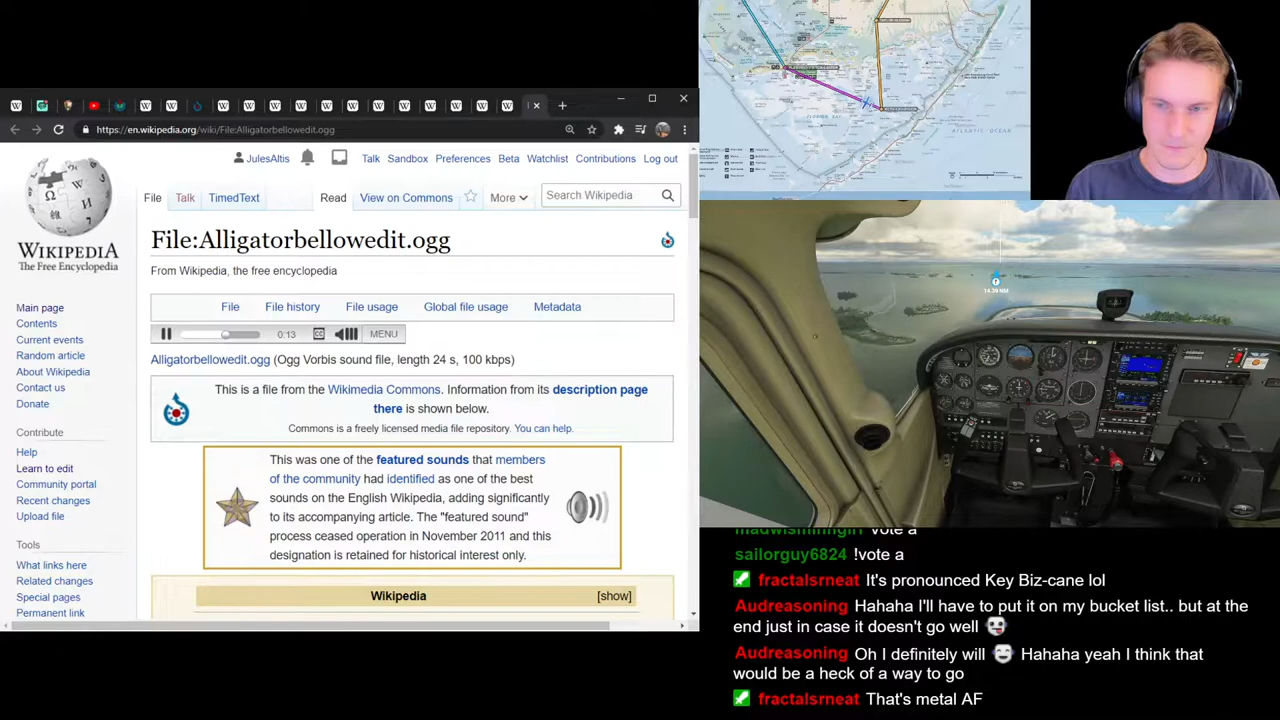 https://en.wikipedia.org/wiki/File:Alligatorbellowedit.ogg
JulesAltis Talk Sandbox Preferences Beta Watchlist Contributions Log out
File Talk TimedText Read View on Commons More Search Wikipedia
WIKIPEDIA
The Free Encyclopedia
Main page
Contents
Current events
Random article
About Wikipedia
Contact us
Donate
Contribute
Help
Learn to edit
Community portal
Recent changes
Upload file
Tools
What links here
Related changes
Special pages
Permanent link
File:Alligatorbellowedit.ogg
From Wikipedia, the free encyclopedia
File File history File usage Global file usage Metadata
0:13 CC MENU
Alligatorbellowedit.ogg (Ogg Vorbis sound file, length 24 s, 100 kbps)
This is a file from the Wikimedia Commons. Information from its description page
there is shown below.
Commons is a freely licensed media file repository. You can help.
This was one of the featured sounds that members
of the community had identified as one of the best
sounds on the English Wikipedia, adding significantly
to its accompanying article. The "featured sound"
process ceased operation in November 2011 and this
designation is retained for historical interest only.
Wikipedia [show]
ATLANTIC OCEAN
14.39 NM
vote a
sailorguy6824 !vote a
fractalsrneat It's pronounced Key Biz-cane lol
Audreasoning Hahaha I'll have to put it on my bucket list.. but at the
end just in case it doesn't go well
Audreasoning Oh I definitely will Hahaha yeah I think that
would be a heck of a way to go
fractalsrneat That's metal AF